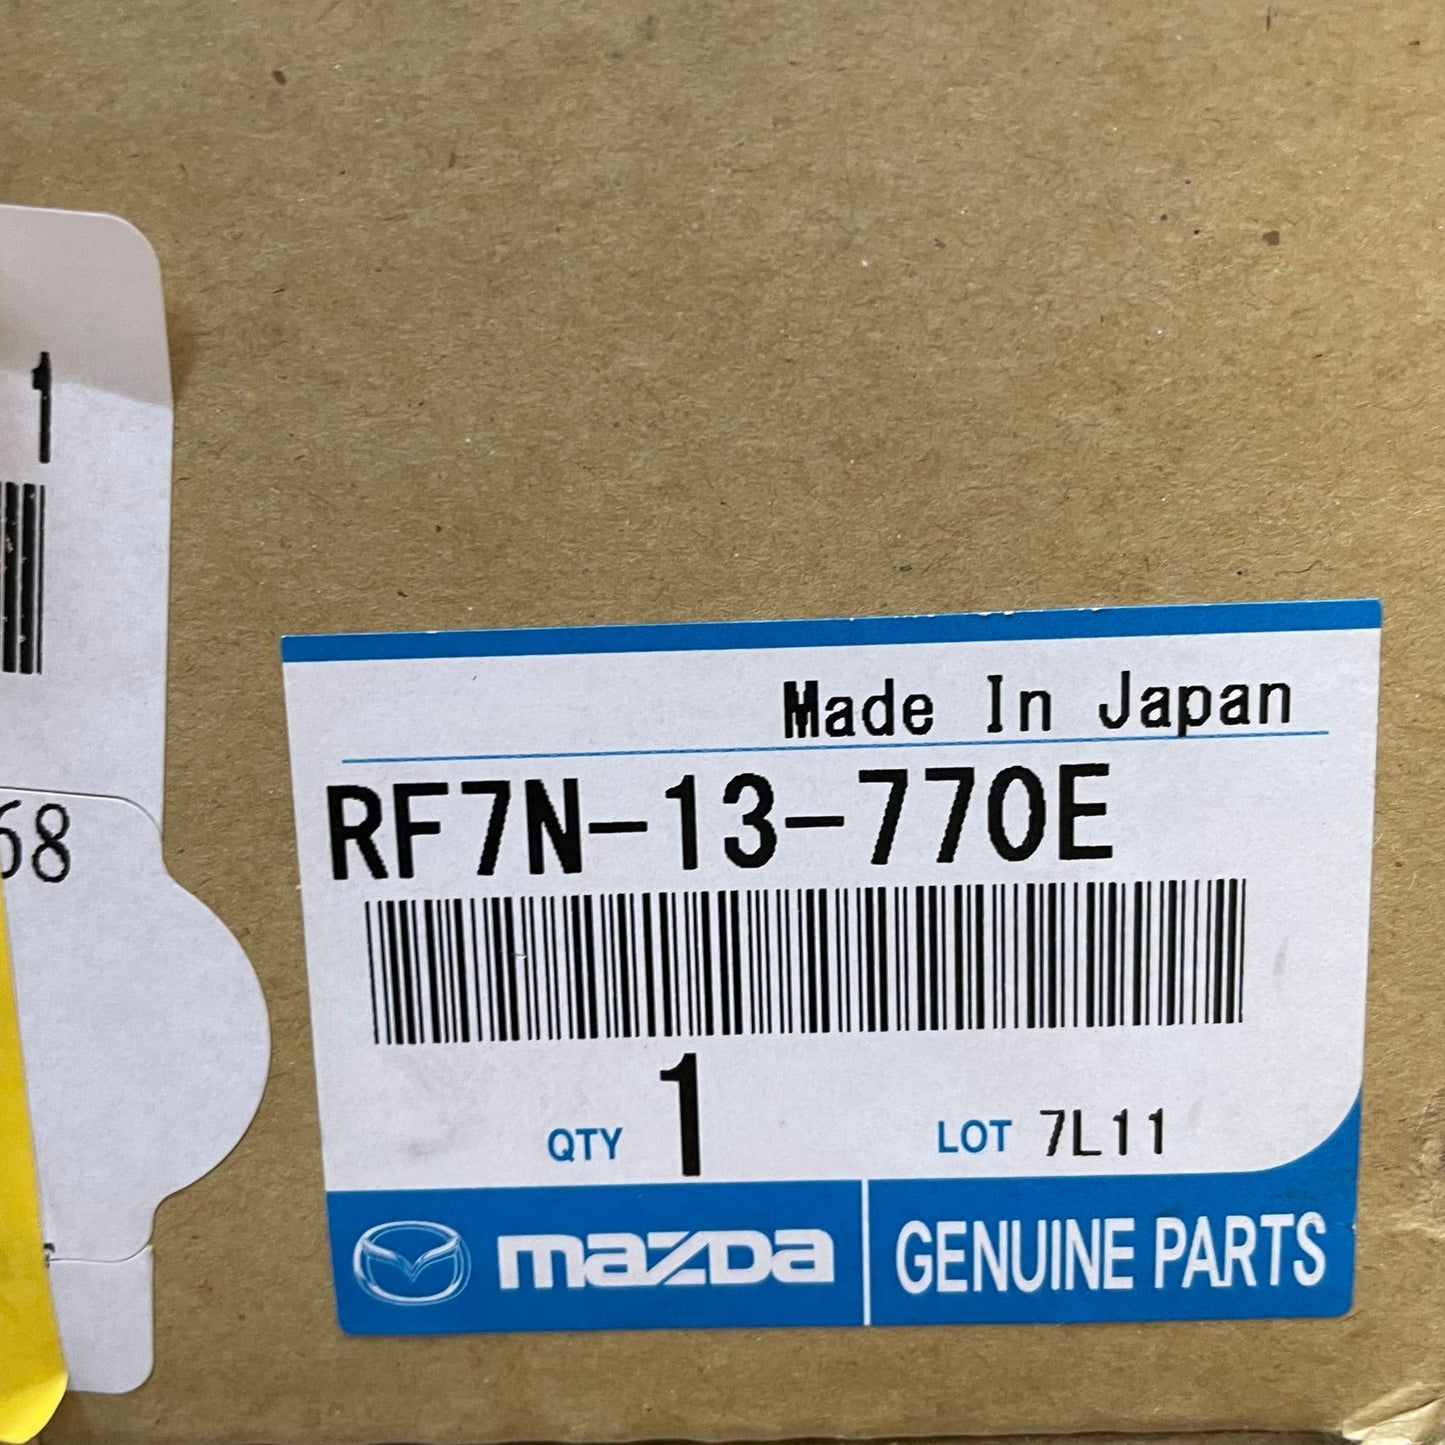 1
68
Made In Japan
RF7N-13-770E
QTY 1 LOT 7L11
mazda GENUINE PARTS